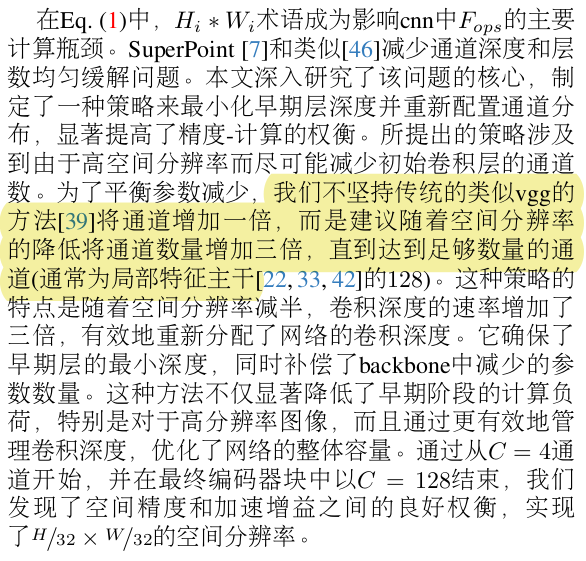 在Eq. (1)中，H_i * W_i术语成为影响cnn中F_ops的主要
计算瓶颈。SuperPoint [7]和类似[46]减少通道深度和层
数均匀缓解问题。本文深入研究了该问题的核心，制
定了一种策略来最小化早期层深度并重新配置通道分
布，显著提高了精度-计算的权衡。所提出的策略涉及
到由于高空间分辨率而尽可能减少初始卷积层的通道
数。为了平衡参数减少，我们不坚持传统的类似vgg的
方法[39]将通道增加一倍，而是建议随着空间分辨率
的降低将通道数量增加三倍，直到达到足够数量的通
道(通常为局部特征主干[22, 33, 42]的128)。这种策略的
特点是随着空间分辨率减半，卷积深度的速率增加了
三倍，有效地重新分配了网络的卷积深度。它确保了
早期层的最小深度，同时补偿了backbone中减少的参
数数量。这种方法不仅显著降低了早期阶段的计算负
荷，特别是对于高分辨率图像，而且通过更有效地管
理卷积深度，优化了网络的整体容量。通过从C = 4通
道开始，并在最终编码器块中以C = 128结束，我们
发现了空间精度和加速增益之间的良好权衡，实现
了H/32 × W/32的空间分辨率。